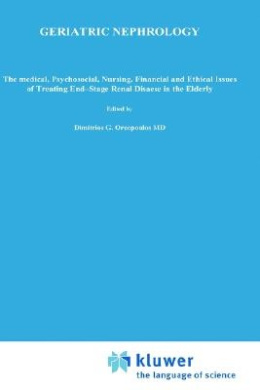 GERIATRIC NEPHROLOGY
The medical, Psychosocial, Nursing, Financial and Ethical Issues
of Treating End-Stage Renal Disaese in the Elderly
Edited by
Dimitrios G. Oreopoulos MD
kluwer
the language of science